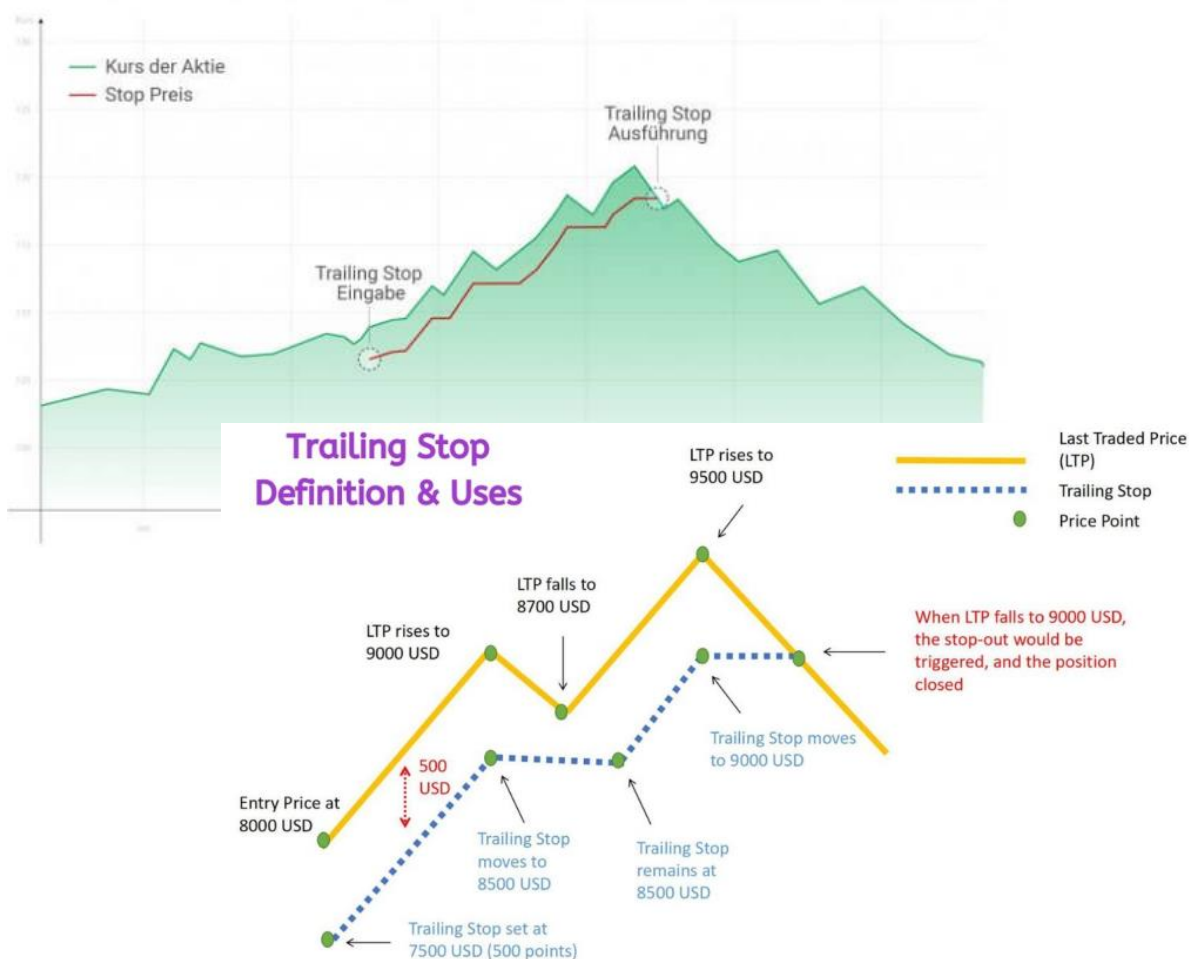 Kurs der Aktie
Stop Preis
Trailing Stop
Ausführung
Trailing Stop
Eingabe
Trailing Stop
Definition & Uses
LTP rises to
9500 USD
Last Traded Price
(LTP)
Trailing Stop
Price Point
LTP falls to
8700 USD
LTP rises to
9000 USD
When LTP falls to 9000 USD,
the stop-out would be
triggered, and the position
closed
Trailing Stop moves
to 9000 USD
500
USD
Entry Price at
8000 USD
Trailing Stop
moves to
8500 USD
Trailing Stop
remains at
8500 USD
Trailing Stop set at
7500 USD (500 points)